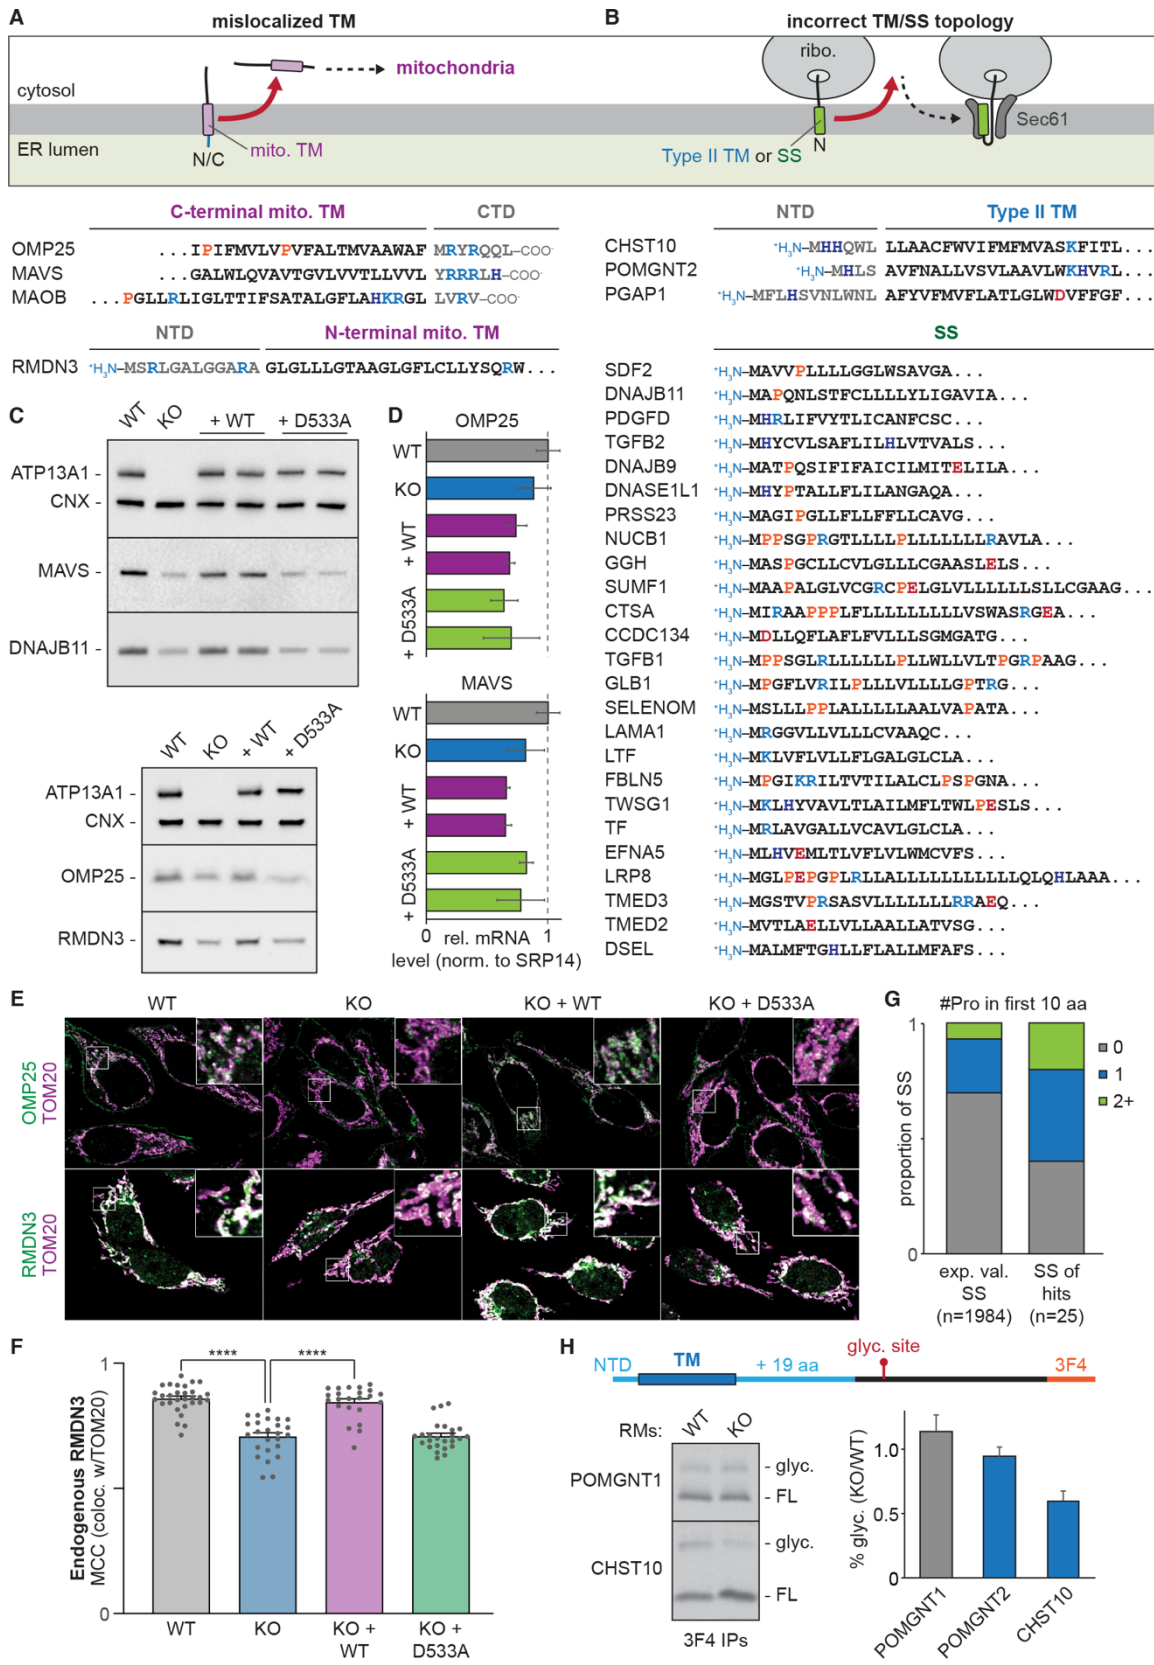 A
mislocalized TM
B
incorrect TM/SS topology
cytosol
mitochondria
ribo.
ER lumen
N/C
mito. TM
Type II TM or SS
N
Sec61
C-terminal mito. TM
CTD
OMP25 ...IPIFMVLVPVFALTMVAAWAF MRYRQQL–COO-
MAVS ...GALWLQVAVTGVLVVTLLVVL YRRRLH–COO-
MAOB ...PGLLRLIGLTTIFSATALGFLAHKRGL LVRV–COO-
NTD
N-terminal mito. TM
RMDN3 +H3N–MSRLGALGGARA GLGLLLGTAAGLGFLCLLYSQRW...
NTD
Type II TM
CHST10 +H3N–MHHQWL LLAACFWVIFMFMVASKFITL...
POMGNT2 +H3N–MHLS AVFNALLVSVLAAVLWKHVRL...
PGAP1 +H3N–MFLHSVNLWNL AFYVFMVFLATLGLWDVFFGF...
SS
SDF2 +H3N–MAVVPLLLLGGLWSAVGA...
DNAJB11 +H3N–MAPQNLSTFCLLLLYLIGAVIA...
PDGFD +H3N–MHRLIFVYTLICANFCSC...
TGFB2 +H3N–MHYCVLSAFLILHLVTVALS...
DNAJB9 +H3N–MATPQSIFIFAICILMITELILA...
DNASE1L1 +H3N–MHYPTALLFLILANGAQA...
PRSS23 +H3N–MAGIPGLLFLLFFLLCAVG...
NUCB1 +H3N–MPPSGPRGTLLLLPLLLLLLLRAVLA...
GGH +H3N–MASPGCLLCVLGLLLCGAASLELS...
SUMF1 +H3N–MAAPALGLVCGRCPELGLVLLLLLLSLLCGAAG...
CTSA +H3N–MIRAAPPPLFLLLLLLLLLVSWASRGEA...
CCDC134 +H3N–MDLLQFLAFLFVLLLSGMGATG...
TGFB1 +H3N–MPPSGLRLLLLLLPLLWLLVLTPGRPAAG...
GLB1 +H3N–MPGFLVRILPLLLVLLLLGPTRG...
SELENOM +H3N–MSLLLPPLALLLLLAALVAPATA...
LAMA1 +H3N–MRGGVLLVLLLCVAAQC...
LTF +H3N–MKLVFLVLLFLGALGLCLA...
FBLN5 +H3N–MPGIKRILTVTILALCLPSPGNA...
TWSG1 +H3N–MKLHYVAVLTLAILMFLTWLPESLS...
TF +H3N–MRLAVGALLVCAVLGLCLA...
EFNA5 +H3N–MLHVEMLTLVFLVLWMCVFS...
LRP8 +H3N–MGLPEPGPLRLLALLLLLLLLLLLQLQHLAAA...
TMED3 +H3N–MGSTVPRSASVLLLLLLLRRAEQ...
TMED2 +H3N–MVTLAELLVLLAALLATVSG...
DSEL +H3N–MALMFTGHLLFLALLMFAFS...
C
WT KO + WT + D533A
ATP13A1 -
CNX -
MAVS -
DNAJB11 -
WT KO + WT + D533A
ATP13A1 -
CNX -
OMP25 -
RMDN3 -
D
OMP25
WT
KO
+ WT
+ D533A
MAVS
WT
KO
+ WT
+ D533A
0 1
rel. mRNA
level (norm. to SRP14)
E
WT KO KO + WT KO + D533A
OMP25
TOM20
RMDN3
TOM20
G
#Pro in first 10 aa
1
0
proportion of SS
0
1
2+
exp. val.
SS
(n=1984)
SS of
hits
(n=25)
F
1
0
Endogenous RMDN3
MCC (coloc. w/TOM20)
**** ****
WT
KO
KO +
WT
KO +
D533A
H
NTD TM + 19 aa glyc. site 3F4
RMs: WT KO
POMGNT1
- glyc.
- FL
CHST10
- glyc.
- FL
3F4 IPs
% glyc. (KO/WT)
1.0
0.5
0
POMGNT1
POMGNT2
CHST10